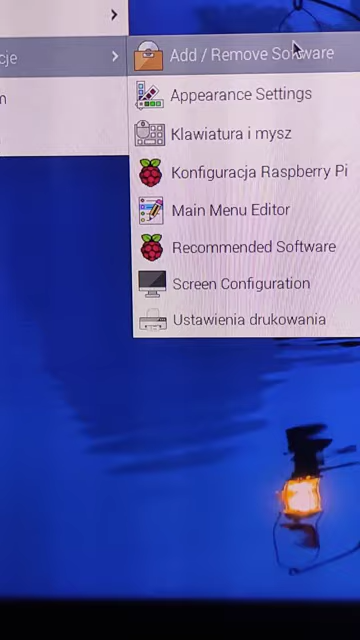 cje
Add / Remove Software
Appearance Settings
Klawiatura i mysz
Konfiguracja Raspberry Pi
Main Menu Editor
Recommended Software
Screen Configuration
Ustawienia drukowania